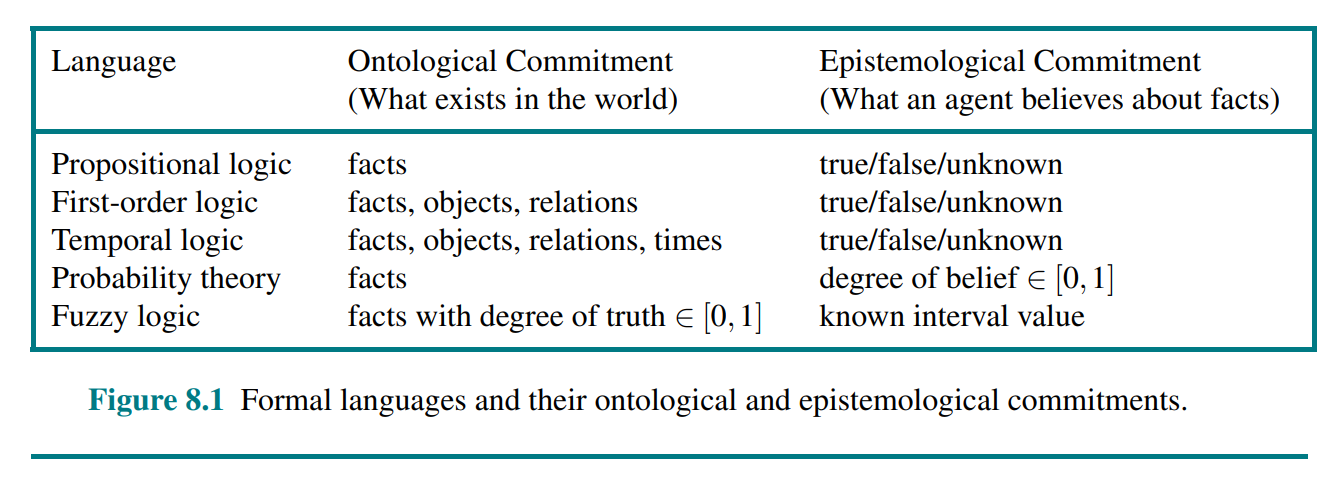 Language Ontological Commitment Epistemological Commitment
(What exists in the world) (What an agent believes about facts)
Propositional logic facts true/false/unknown
First-order logic facts, objects, relations true/false/unknown
Temporal logic facts, objects, relations, times true/false/unknown
Probability theory facts degree of belief ∈ [0, 1]
Fuzzy logic facts with degree of truth ∈ [0, 1] known interval value
Figure 8.1 Formal languages and their ontological and epistemological commitments.